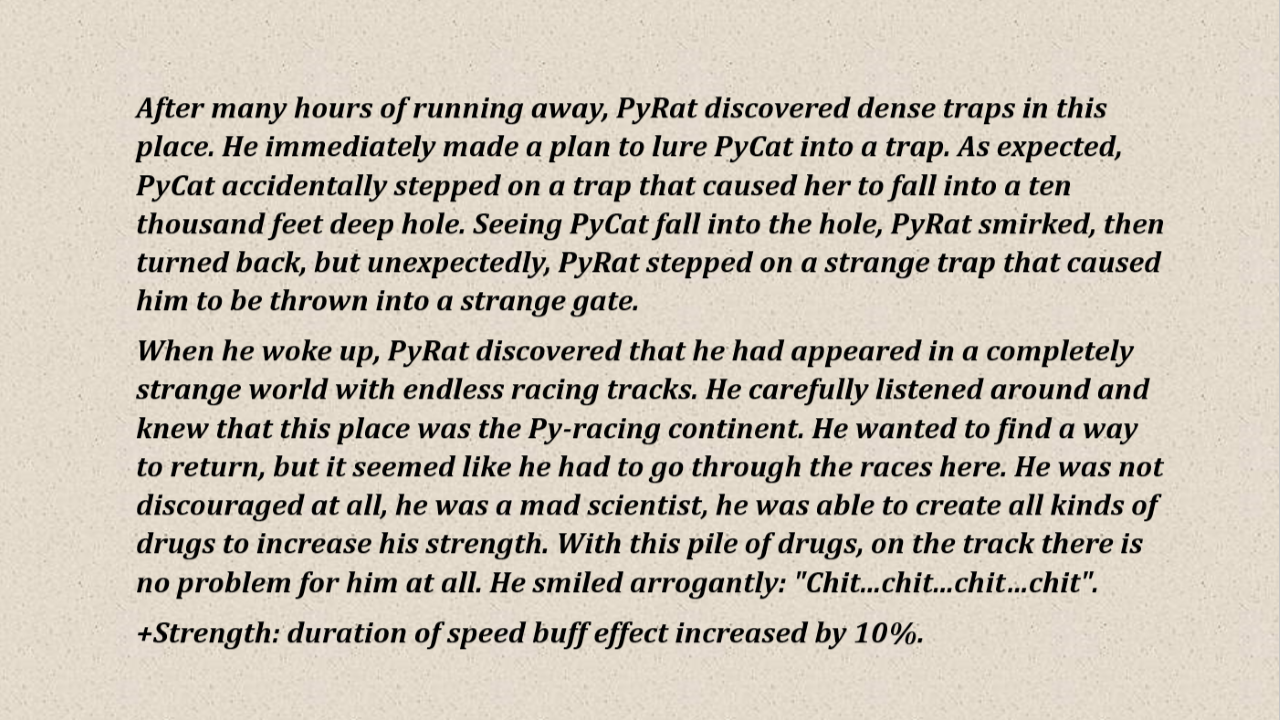 After many hours of running away, PyRat discovered dense traps in this
place. He immediately made a plan to lure PyCat into a trap. As expected,
PyCat accidentally stepped on a trap that caused her to fall into a ten
thousand feet deep hole. Seeing PyCat fall into the hole, PyRat smirked, then
turned back, but unexpectedly, PyRat stepped on a strange trap that caused
him to be thrown into a strange gate.
When he woke up, PyRat discovered that he had appeared in a completely
strange world with endless racing tracks. He carefully listened around and
knew that this place was the Py-racing continent. He wanted to find a way
to return, but it seemed like he had to go through the races here. He was not
discouraged at all, he was a mad scientist, he was able to create all kinds of
drugs to increase his strength. With this pile of drugs, on the track there is
no problem for him at all. He smiled arrogantly: "Chit...chit...chit...chit".
+Strength: duration of speed buff effect increased by 10%.